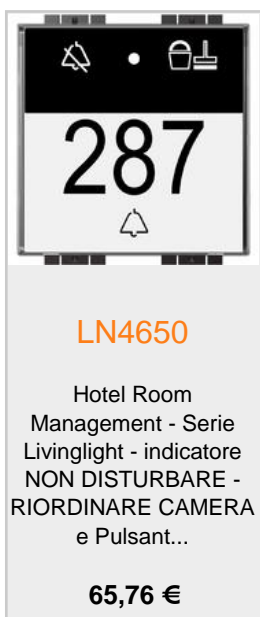 287
LN4650
Hotel Room
Management - Serie
Livinglight - indicatore
NON DISTURBARE -
RIORDINARE CAMERA
e Pulsant...
65,76 €